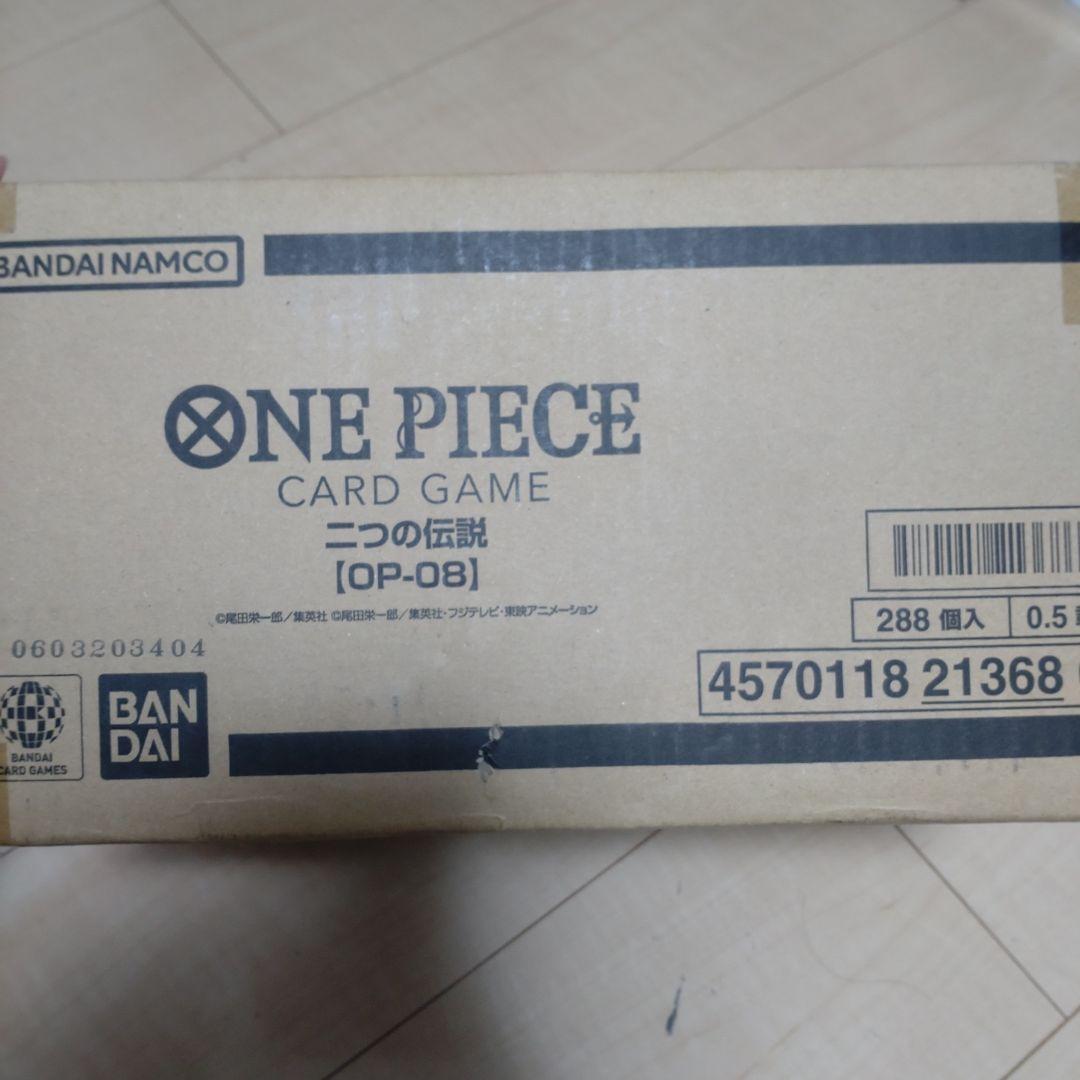 BANDAI NAMCO
ONE PIECE
CARD GAME
二つの伝説
【OP-08】
©尾田栄一郎/集英社 ©尾田栄一郎/集英社・フジテレビ・東映アニメーション
288 個入
0.5
0603203404
4570118 21368
BAN
DAI
BANDAI
CARD GAMES